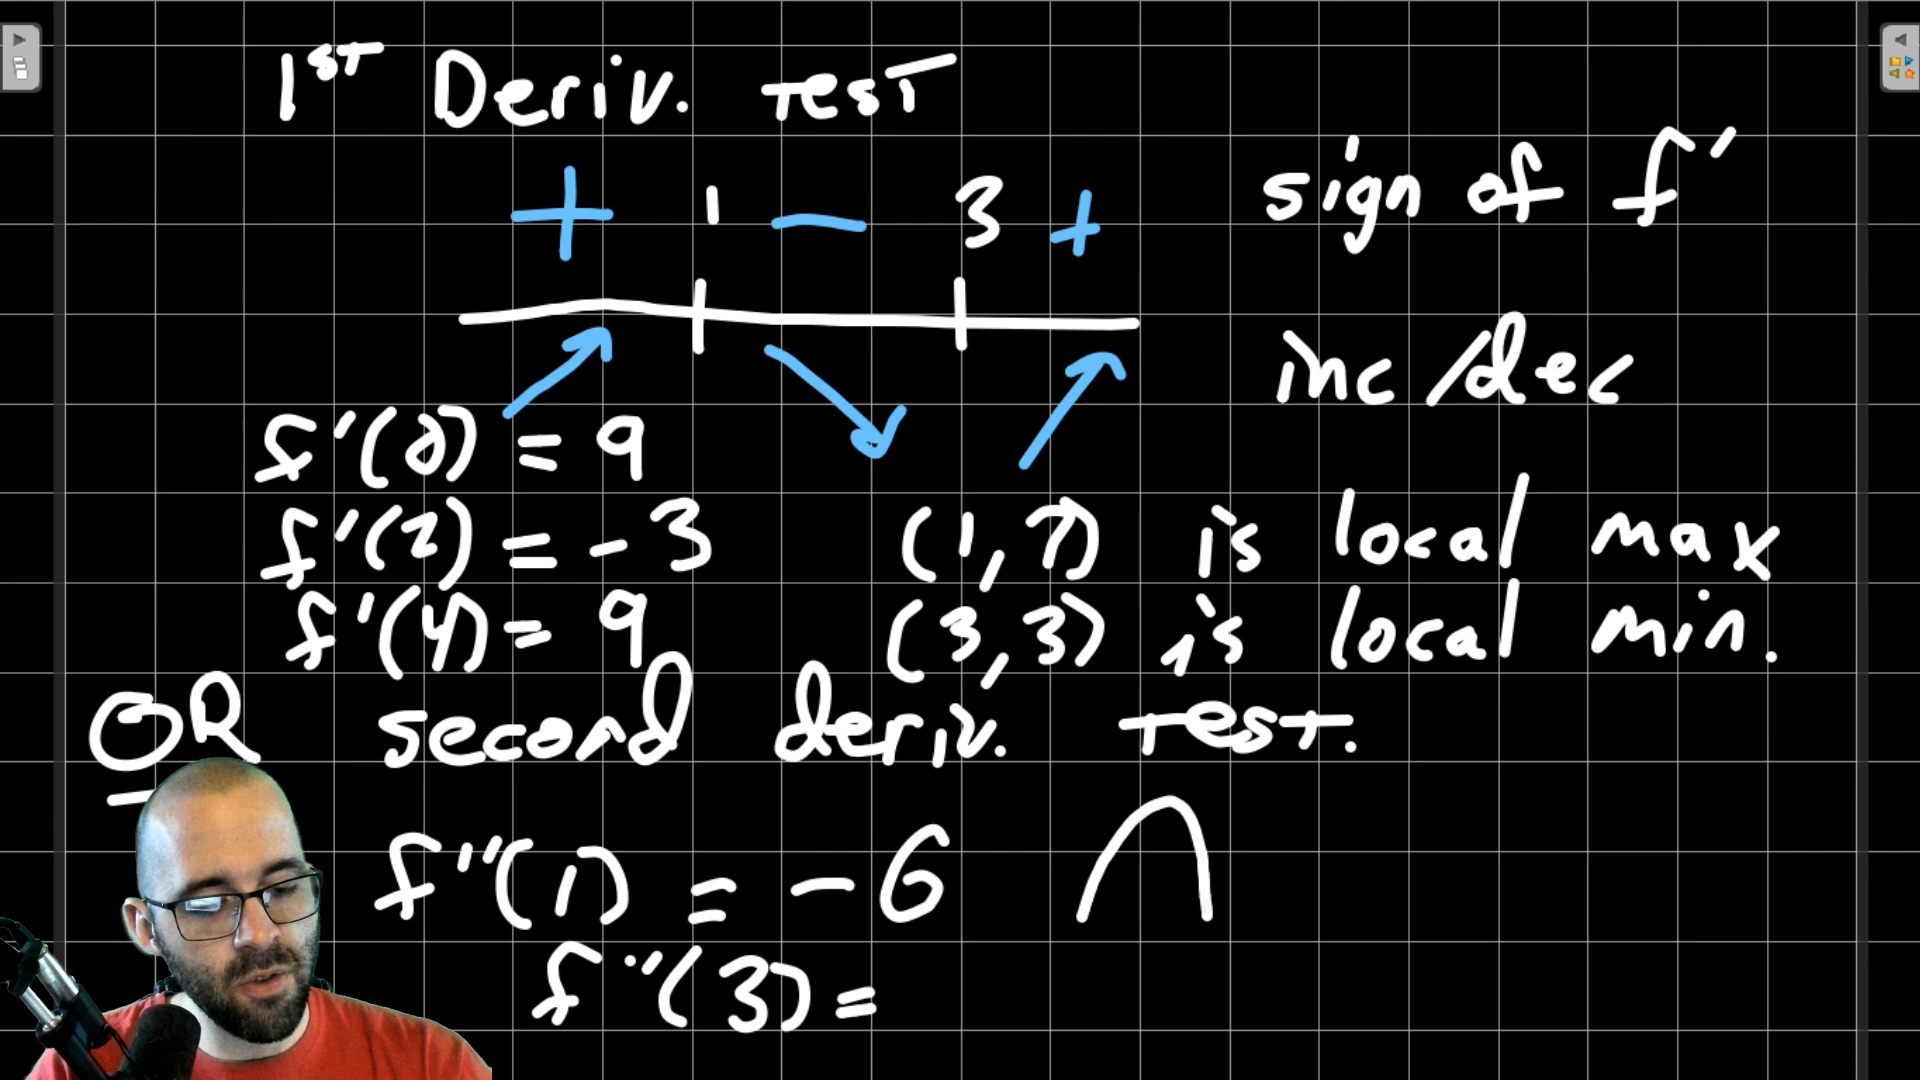 1ST Deriv. TEST
+ 1 - 3 +
sign of f'
inc/dec
f'(0) = 9
f'(2) = -3
(1,7) is local max
f'(4) = 9
(3,3) is local min.
OR second deriv. TEST.
f''(1) = -6
f''(3) =